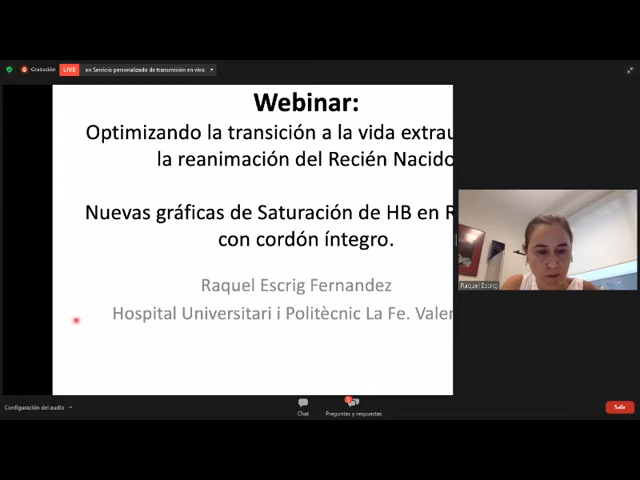 Grabación
LIVE
en Servicio personalizado de transmisión en vivo
Webinar:
Optimizando la transición a la vida extrau
la reanimación del Recién Nacido
Nuevas gráficas de Saturación de HB en R
con cordón íntegro.
Raquel Escrig Fernandez
Hospital Universitari i Politècnic La Fe. Valen
Raquel Escrig
Configuración del audio
Chat
Preguntas y respuestas
Salir